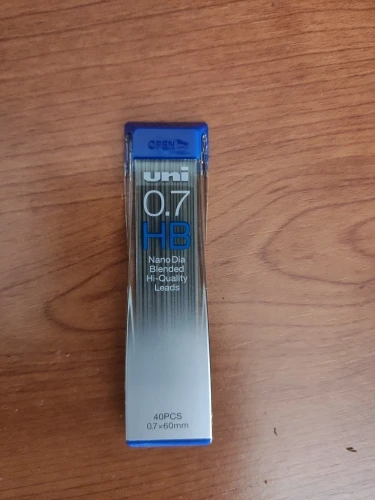 OPEN
uni
0.7
HB
NanoDia
Blended
Hi-Quality
Leads
40PCS
0.7×60mm